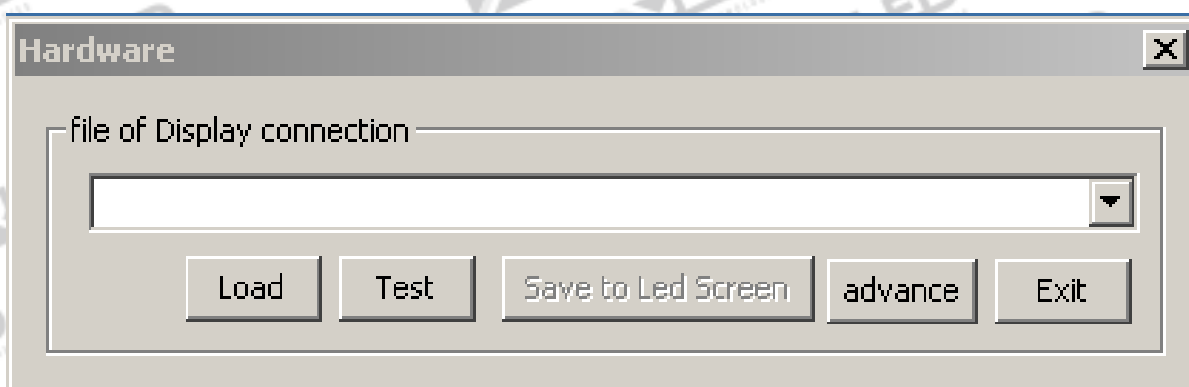 Hardware
file of Display connection
Load Test Save to Led Screen advance Exit